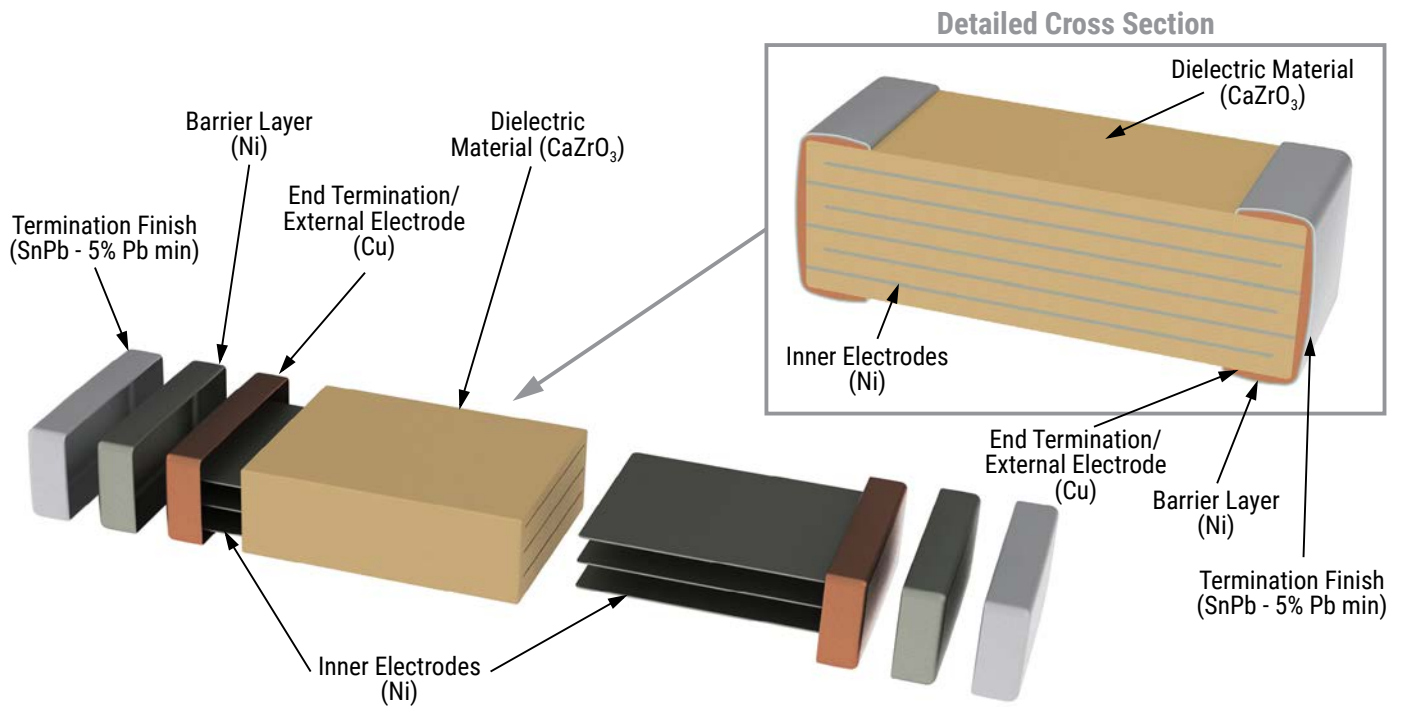 Detailed Cross Section
Dielectric Material
(CaZrO₃)
Barrier Layer
(Ni)
Dielectric
Material (CaZrO₃)
End Termination/
External Electrode
(Cu)
Termination Finish
(SnPb - 5% Pb min)
Inner Electrodes
(Ni)
End Termination/
External Electrode
(Cu)
Barrier Layer
(Ni)
Termination Finish
(SnPb - 5% Pb min)
Inner Electrodes
(Ni)